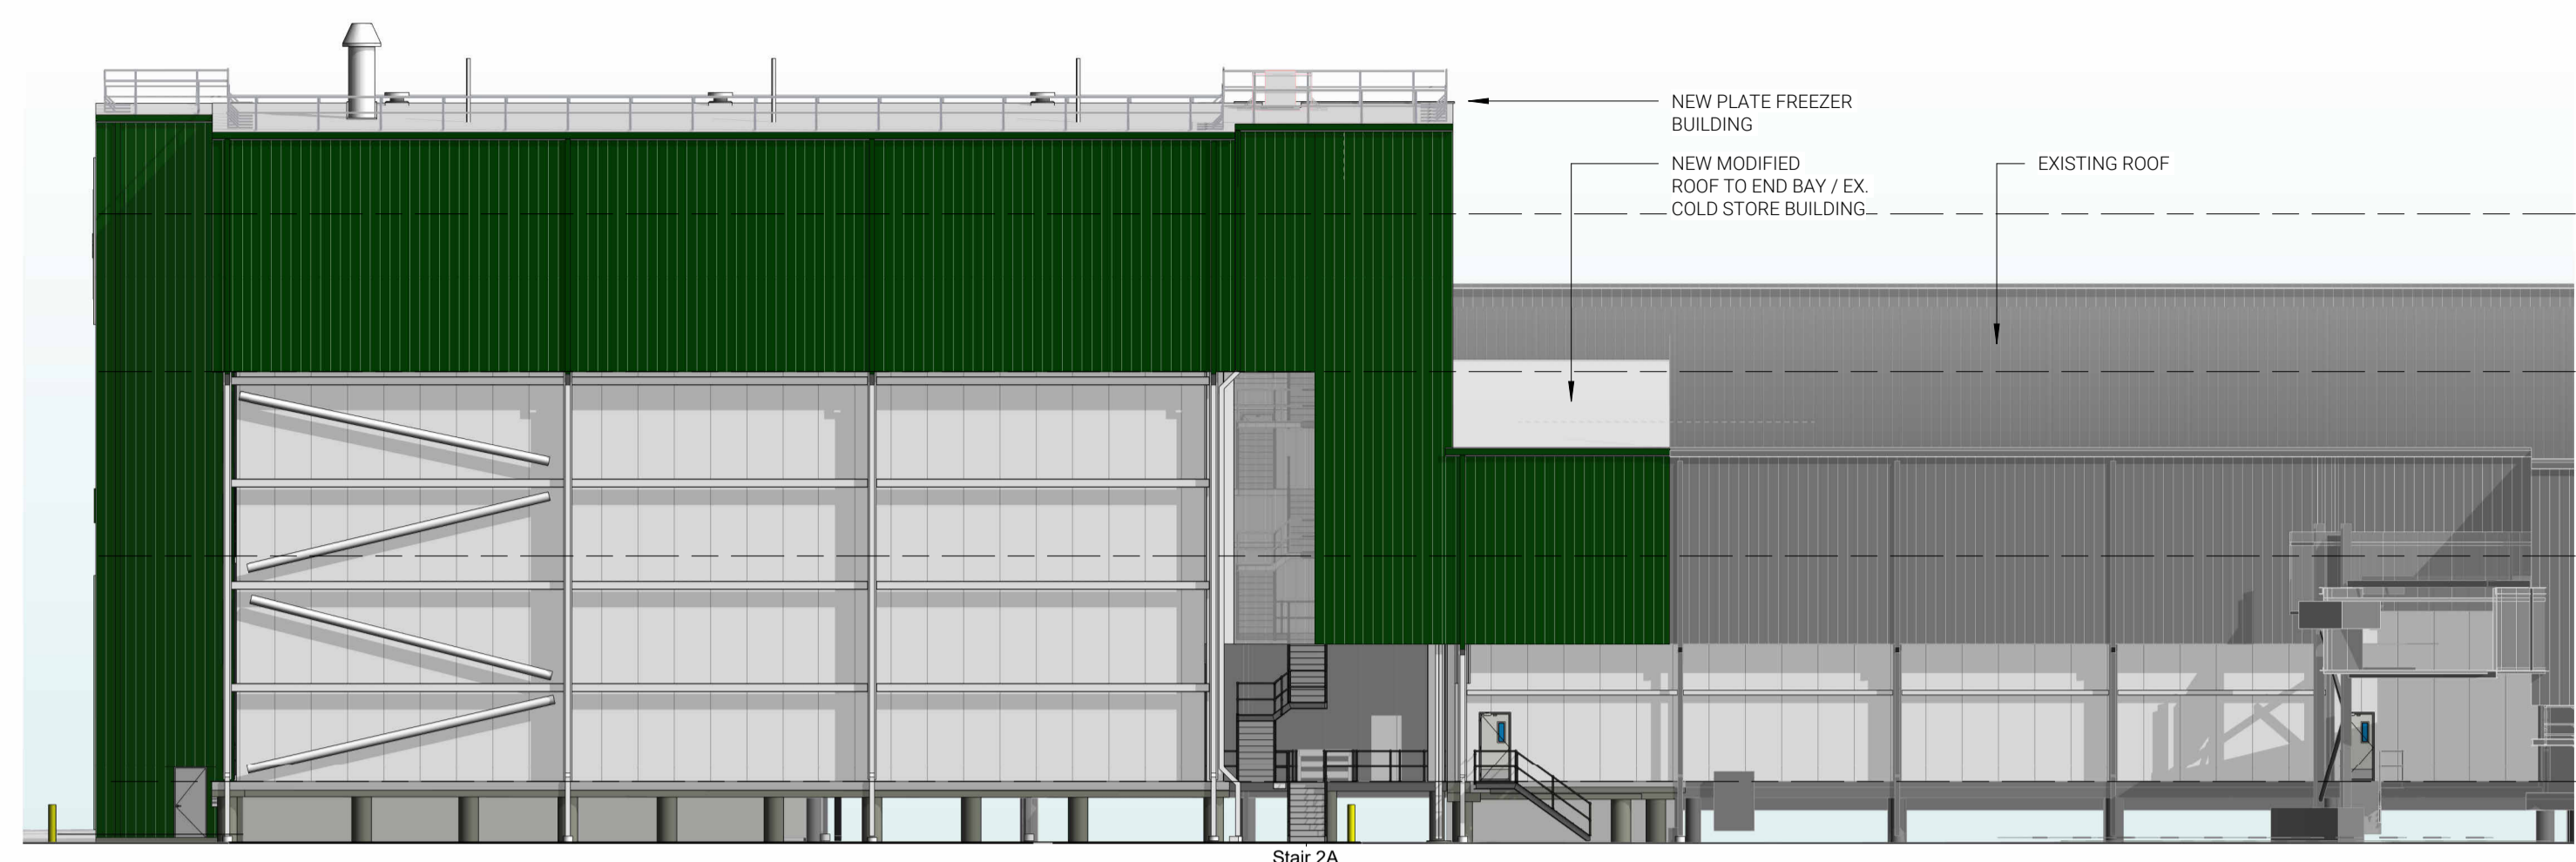 NEW PLATE FREEZER
BUILDING
NEW MODIFIED
ROOF TO END BAY / EX.
COLD STORE BUILDING
EXISTING ROOF
Stair 2A